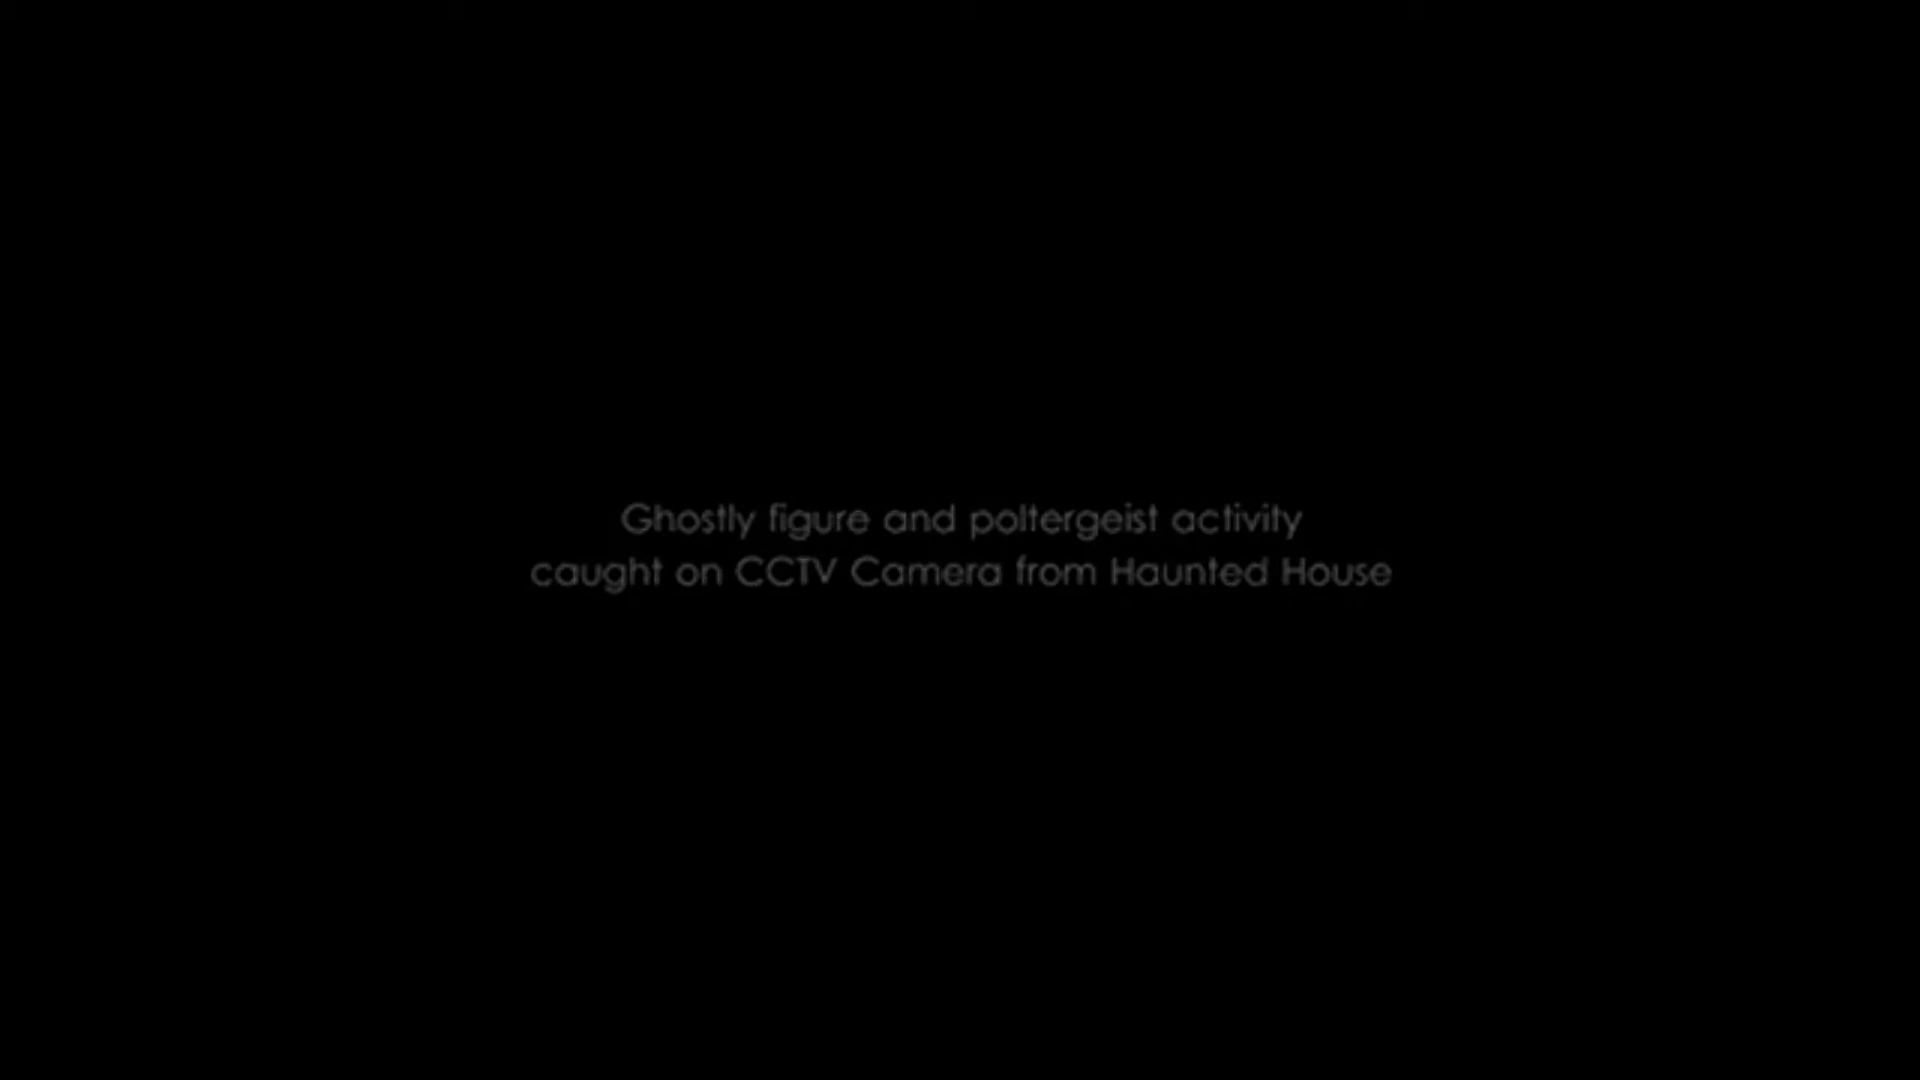 Ghostly figure and poltergeist activity
caught on CCTV Camera from Haunted House